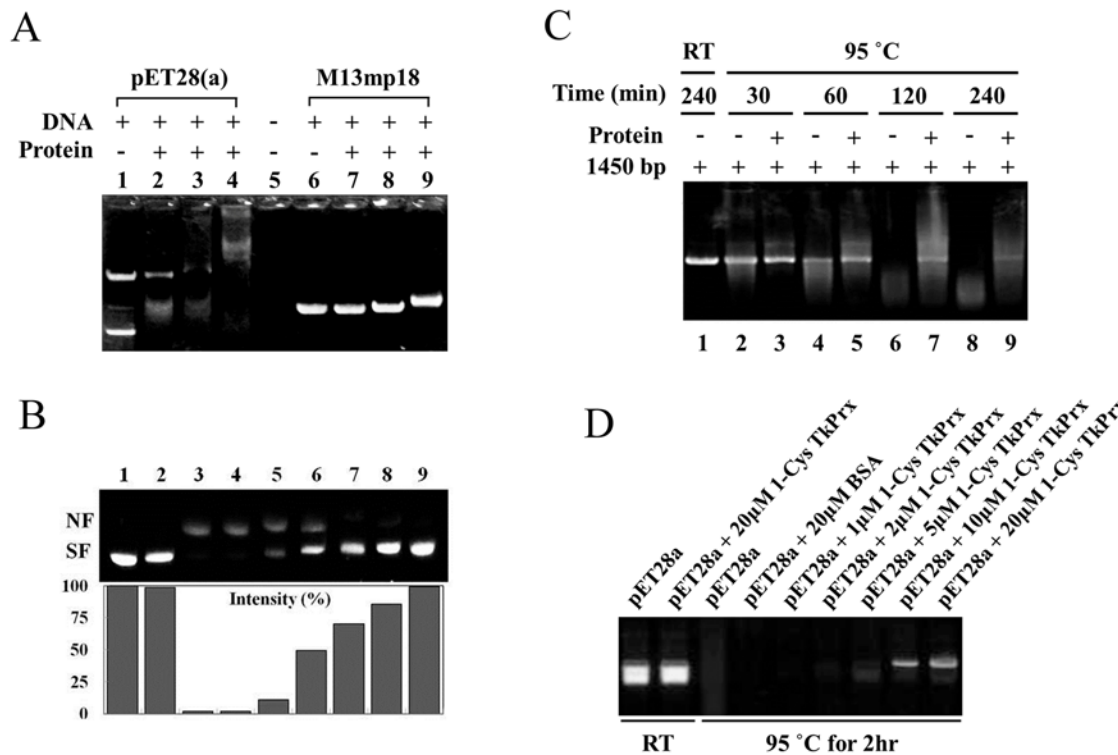 A
pET28(a) M13mp18
DNA + + + + - + + + +
Protein - + + + - - + + +
1 2 3 4 5 6 7 8 9
B
1 2 3 4 5 6 7 8 9
NF
SF
100
Intensity (%)
75
50
25
0
C
RT 95 ˚C
Time (min) 240 30 60 120 240
Protein - - + - + - + - +
1450 bp + + + + + + + + +
1 2 3 4 5 6 7 8 9
D
pET28a
pET28a + 20µM 1-Cys TkPrx
pET28a
pET28a + 20µM BSA
pET28a + 1µM 1-Cys TkPrx
pET28a + 2µM 1-Cys TkPrx
pET28a + 5µM 1-Cys TkPrx
pET28a + 10µM 1-Cys TkPrx
pET28a + 20µM 1-Cys TkPrx
RT 95 ˚C for 2hr